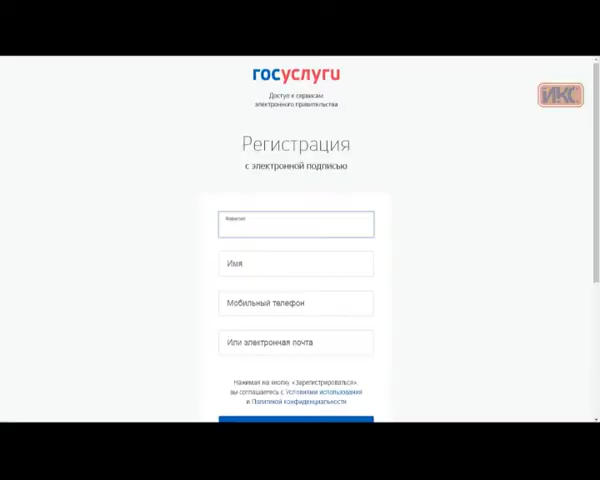 госуслуги
Доступ к сервисам
электронного правительства
ИКС
Регистрация
с электронной подписью
Фамилия
Имя
Мобильный телефон
Или электронная почта
Нажимая на кнопку «Зарегистрироваться»,
вы соглашаетесь с Условиями использования
и Политикой конфиденциальности